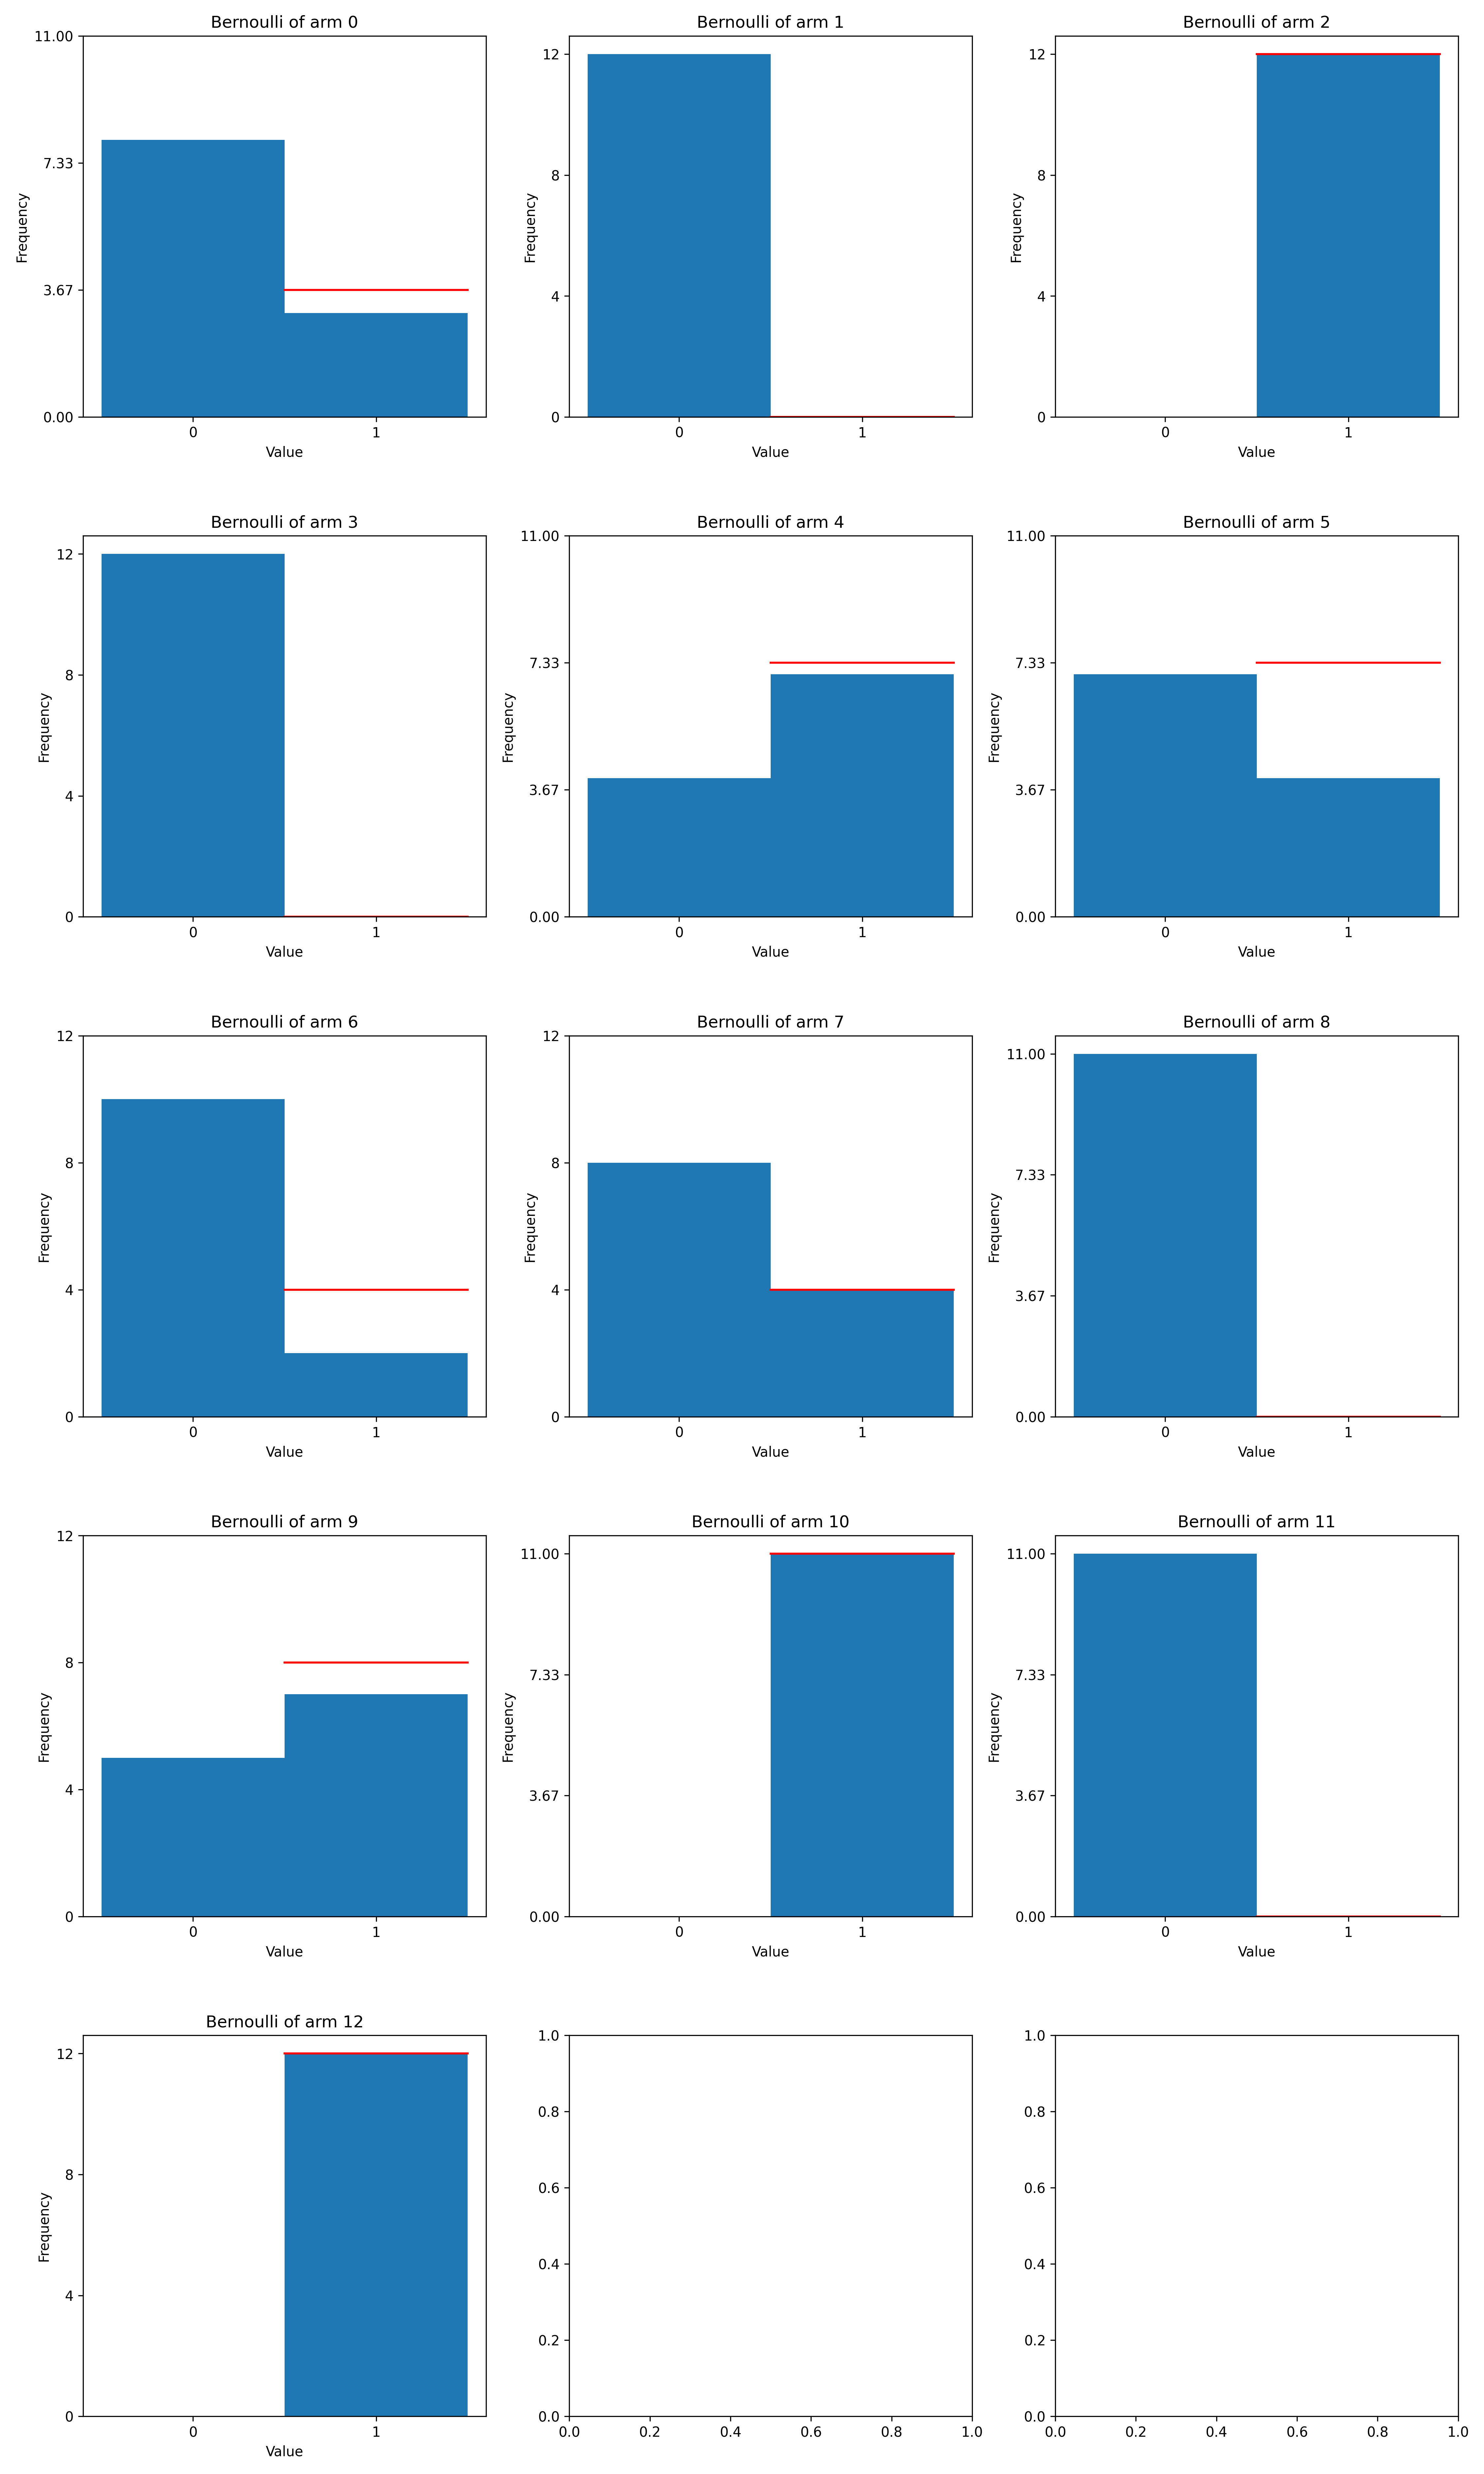 Bernoulli of arm 0
11.00
7.33
3.67
0.00
Frequency
0 1
Value
Bernoulli of arm 1
12
8
4
0
Frequency
0 1
Value
Bernoulli of arm 2
12
8
4
0
Frequency
0 1
Value
Bernoulli of arm 3
12
8
4
0
Frequency
0 1
Value
Bernoulli of arm 4
11.00
7.33
3.67
0.00
Frequency
0 1
Value
Bernoulli of arm 5
11.00
7.33
3.67
0.00
Frequency
0 1
Value
Bernoulli of arm 6
12
8
4
0
Frequency
0 1
Value
Bernoulli of arm 7
12
8
4
0
Frequency
0 1
Value
Bernoulli of arm 8
11.00
7.33
3.67
0.00
Frequency
0 1
Value
Bernoulli of arm 9
12
8
4
0
Frequency
0 1
Value
Bernoulli of arm 10
11.00
7.33
3.67
0.00
Frequency
0 1
Value
Bernoulli of arm 11
11.00
7.33
3.67
0.00
Frequency
0 1
Value
Bernoulli of arm 12
12
8
4
0
Frequency
0 1
Value
1.0
0.8
0.6
0.4
0.2
0.0
0.0 0.2 0.4 0.6 0.8 1.0
1.0
0.8
0.6
0.4
0.2
0.0
0.0 0.2 0.4 0.6 0.8 1.0